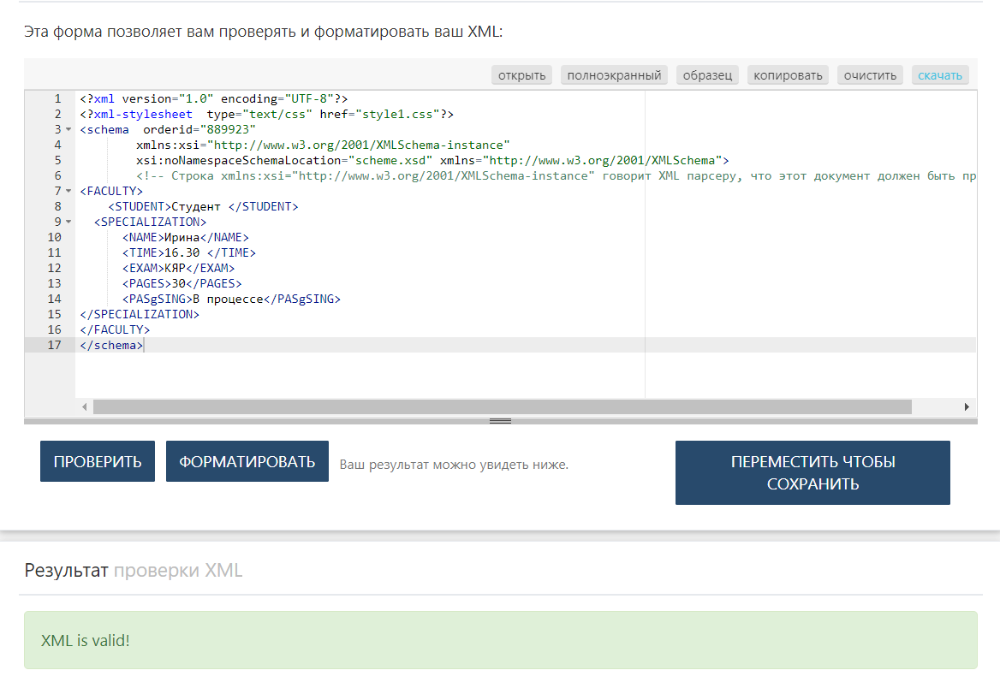 Эта форма позволяет вам проверять и форматировать ваш XML:
открыть полноэкранный образец копировать очистить скачать
1 <?xml version="1.0" encoding="UTF-8"?>
2 <?xml-stylesheet  type="text/css" href="style1.css"?>
3 <schema  orderid="889923"
4         xmlns:xsi="http://www.w3.org/2001/XMLSchema-instance"
5         xsi:noNamespaceSchemaLocation="scheme.xsd" xmlns="http://www.w3.org/2001/XMLSchema">
6         <!-- Строка xmlns:xsi="http://www.w3.org/2001/XMLSchema-instance" говорит XML парсеру, что этот документ должен быть пр
7 <FACULTY>
8     <STUDENT>Студент </STUDENT>
9   <SPECIALIZATION>
10       <NAME>Ирина</NAME>
11       <TIME>16.30 </TIME>
12       <EXAM>КЯР</EXAM>
13       <PAGES>30</PAGES>
14       <PASgSING>В процессе</PASgSING>
15 </SPECIALIZATION>
16 </FACULTY>
17 </schema>
ПРОВЕРИТЬ ФОРМАТИРОВАТЬ Ваш результат можно увидеть ниже. ПЕРЕМЕСТИТЬ ЧТОБЫ
СОХРАНИТЬ
Результат проверки XML
XML is valid!